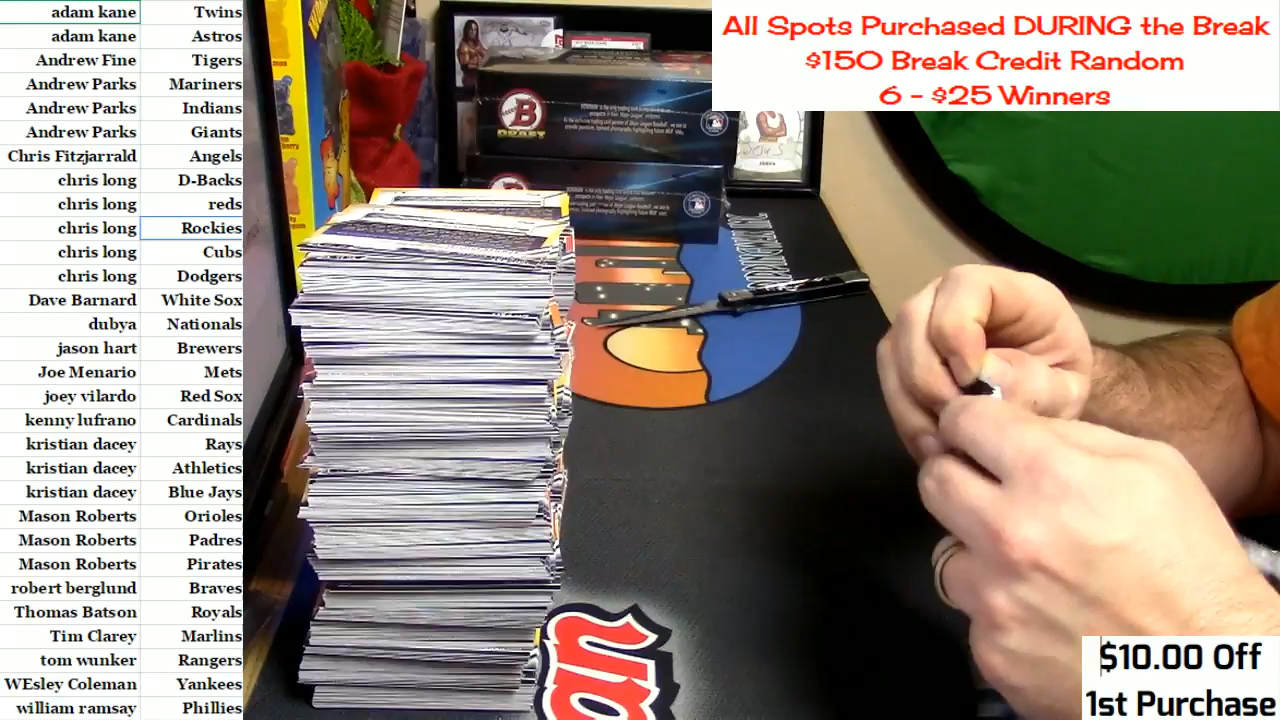 adam kane Twins
adam kane Astros
Andrew Fine Tigers
Andrew Parks Mariners
Andrew Parks Indians
Andrew Parks Giants
Chris Fitzjarrald Angels
chris long D-Backs
chris long reds
chris long Rockies
chris long Cubs
chris long Dodgers
Dave Barnard White Sox
dubya Nationals
jason hart Brewers
Joe Menario Mets
joey vilardo Red Sox
kenny lufrano Cardinals
kristian dacey Rays
kristian dacey Athletics
kristian dacey Blue Jays
Mason Roberts Orioles
Mason Roberts Padres
Mason Roberts Pirates
robert berglund Braves
Thomas Batson Royals
Tim Clarey Marlins
tom wunker Rangers
WEsley Coleman Yankees
william ramsay Phillies
All Spots Purchased DURING the Break
$150 Break Credit Random
6 - $25 Winners
B
DRAFT
$10.00 Off
1st Purchase